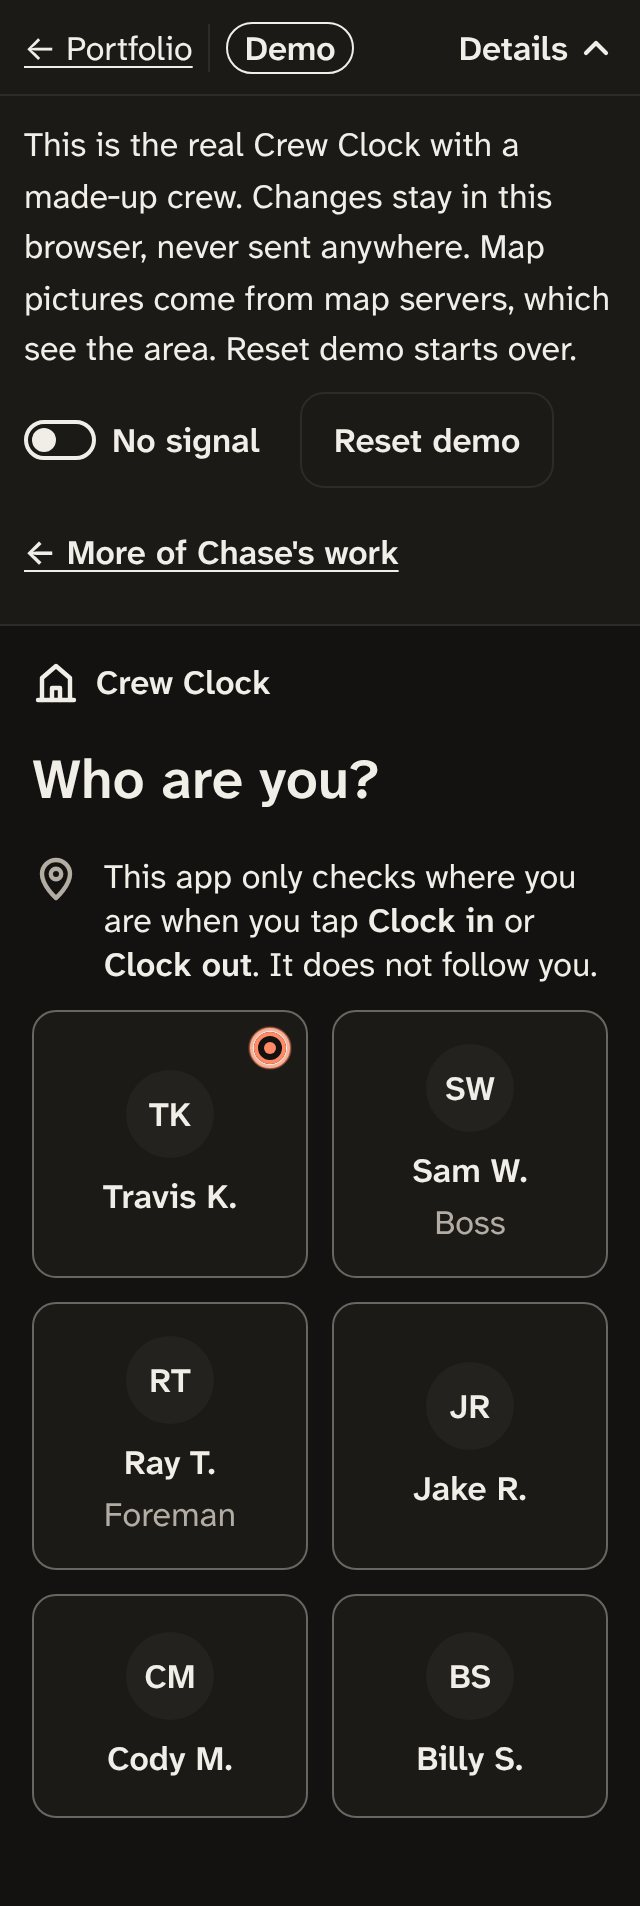 ← Portfolio
Demo
Details
This is the real Crew Clock with a
made-up crew. Changes stay in this
browser, never sent anywhere. Map
pictures come from map servers, which
see the area. Reset demo starts over.
No signal
Reset demo
← More of Chase's work
Crew Clock
Who are you?
This app only checks where you
are when you tap Clock in or
Clock out. It does not follow you.
TK
Travis K.
SW
Sam W.
Boss
RT
Ray T.
Foreman
JR
Jake R.
CM
Cody M.
BS
Billy S.